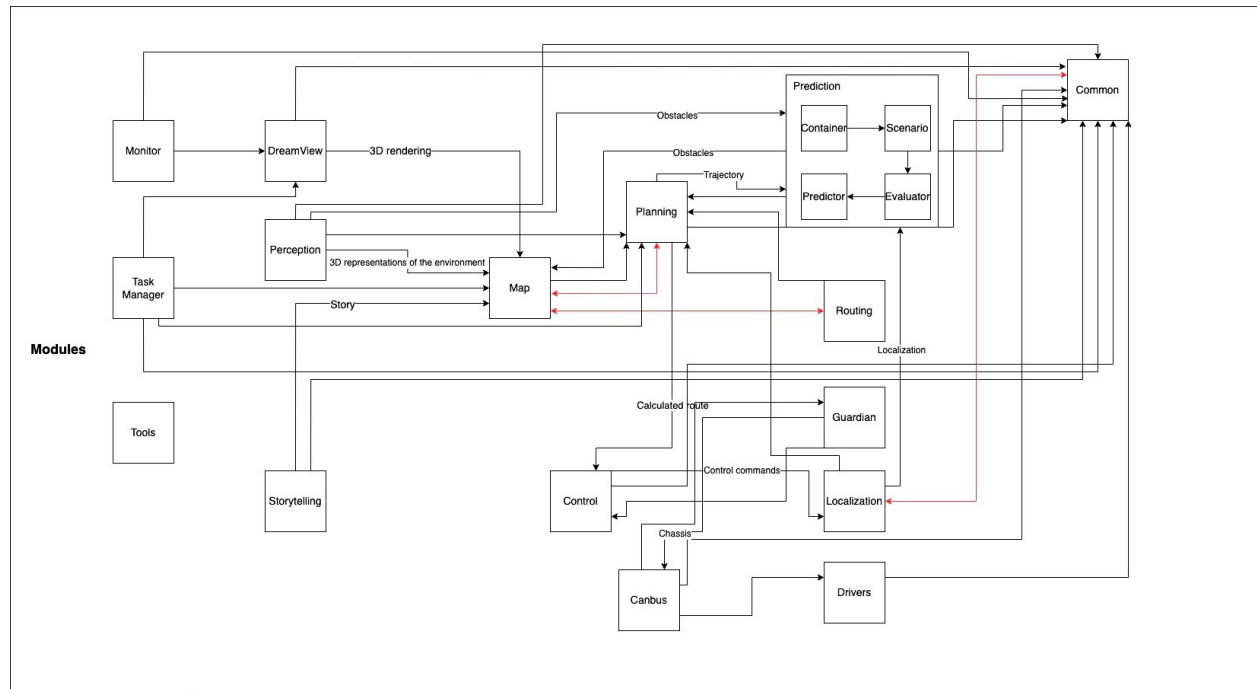 Prediction
Common
Obstacles
Container
Scenario
Monitor
DreamView
3D rendering
Obstacles
Trajectory
Planning
Predictor
Evaluator
Perception
3D representations of the environment
Task
Manager
Map
Story
Routing
Modules
Localization
Calculated route
Guardian
Tools
Control commands
Storytelling
Control
Localization
Chassis
Canbus
Drivers